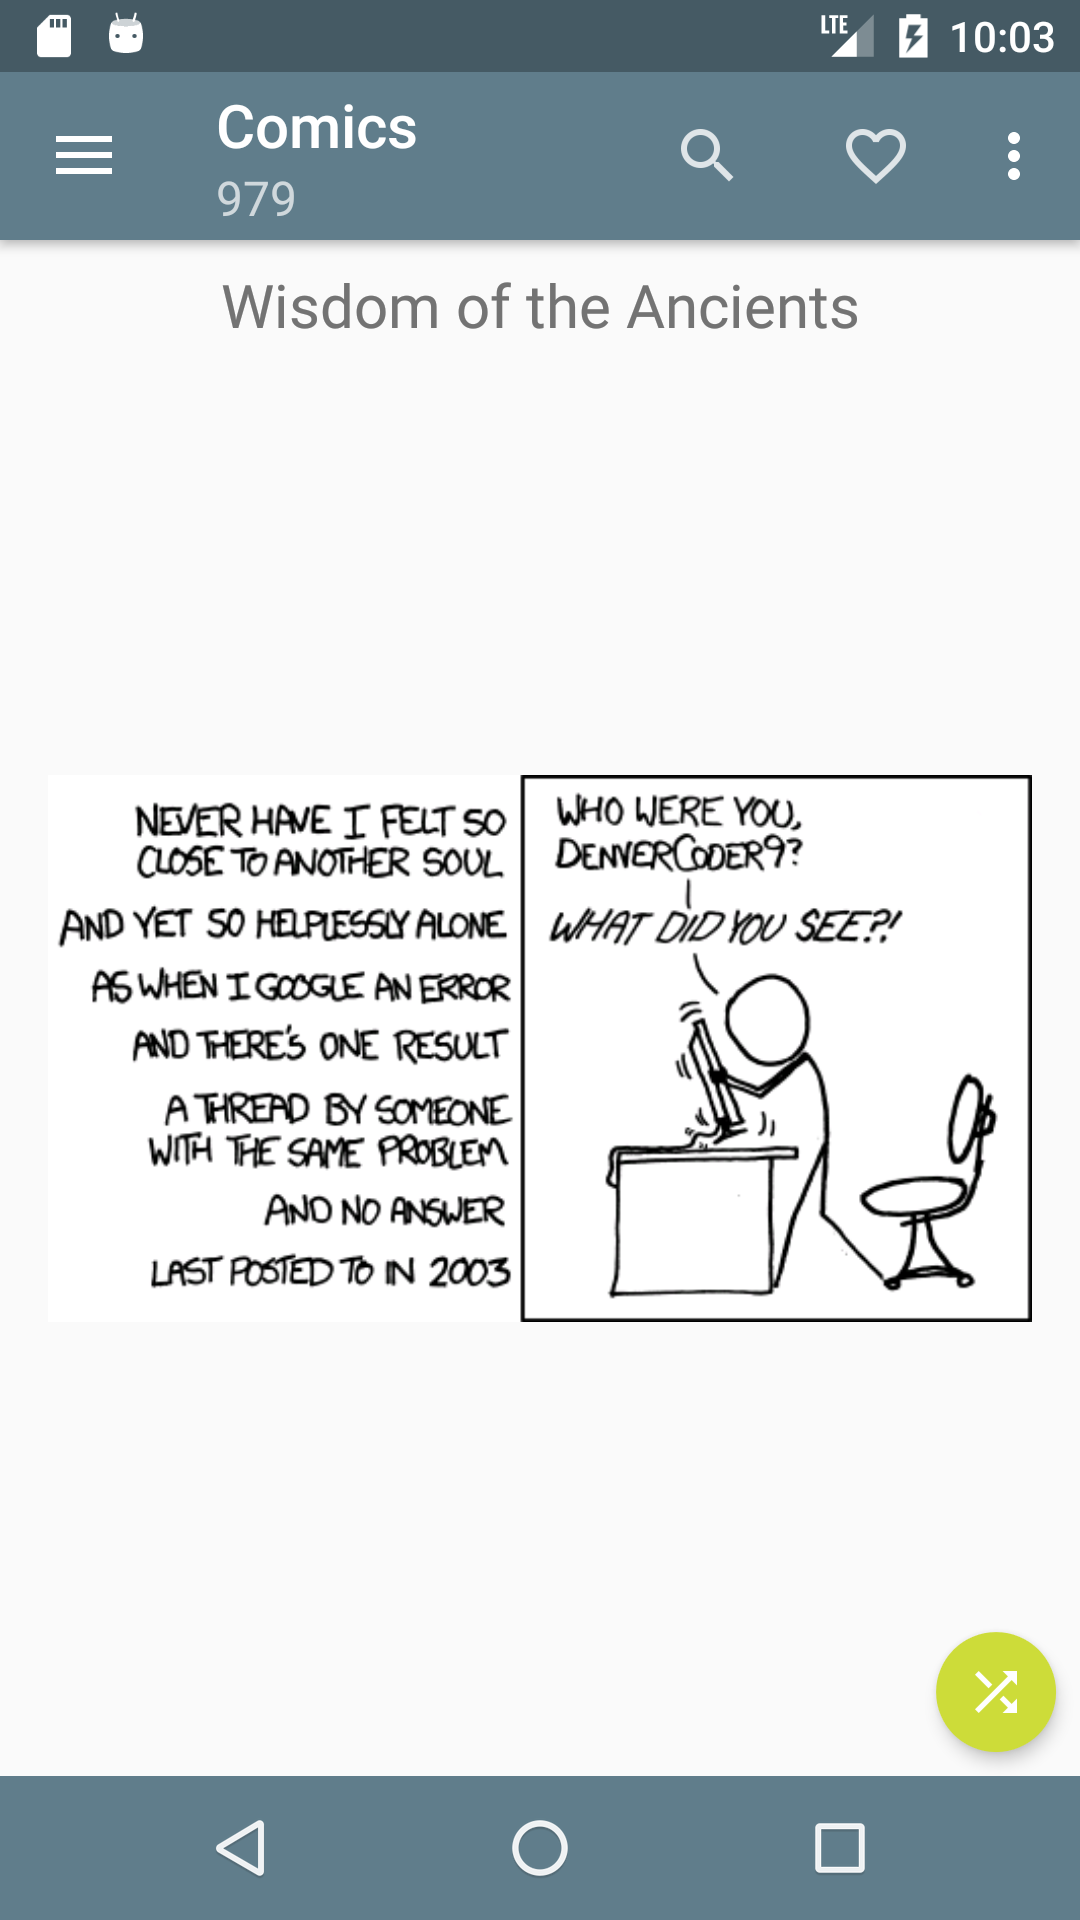 LTE 10:03
Comics
979
Wisdom of the Ancients
NEVER HAVE I FELT SO
CLOSE TO ANOTHER SOUL
AND YET SO HELPLESSLY ALONE
AS WHEN I GOOGLE AN ERROR
AND THERE'S ONE RESULT
A THREAD BY SOMEONE
WITH THE SAME PROBLEM
AND NO ANSWER
LAST POSTED TO IN 2003
WHO WERE YOU,
DENVERCODER9?
WHAT DID YOU SEE?!